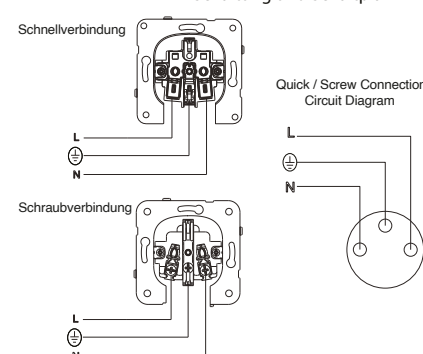 Schnellverbindung
L
N
Quick / Screw Connection
Circuit Diagram
L
N
Schraubverbindung
L
N